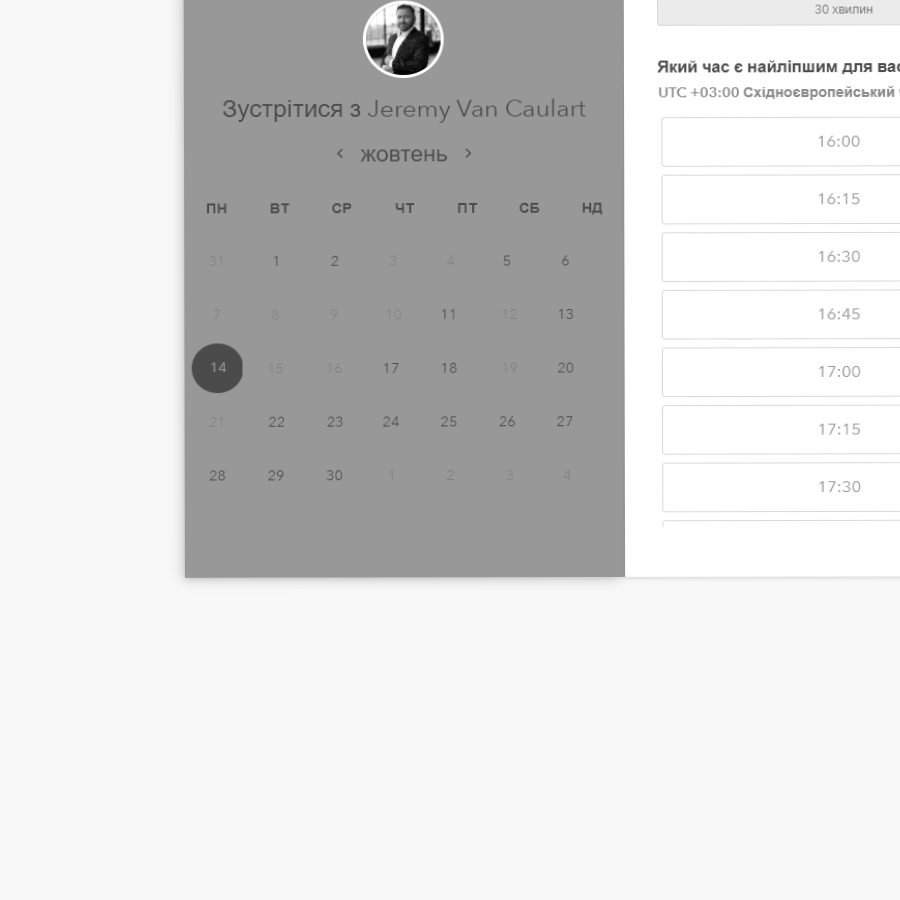 Зустрітися з Jeremy Van Caulart
‹ жовтень ›
ПН ВТ СР ЧТ ПТ СБ НД
31 1 2 3 4 5 6
7 8 9 10 11 12 13
14 15 16 17 18 19 20
21 22 23 24 25 26 27
28 29 30 1 2 3 4
30 хвилин
Який час є найліпшим для вас
UTC +03:00 Східноєвропейський
16:00
16:15
16:30
16:45
17:00
17:15
17:30